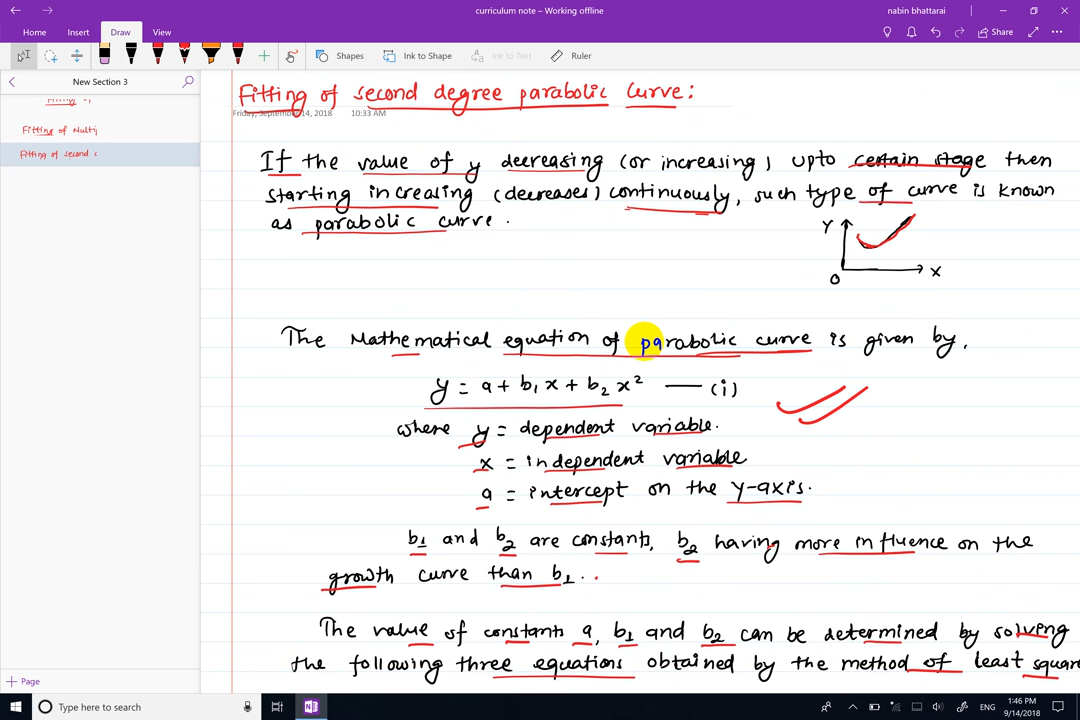 curriculum note – Working offline
nabin bhattarai
Home Insert Draw View
Share
Shapes Ink to Shape Ink to Text Ruler
New Section 3
Fitting of Multip
Fitting of second d
Page
Fitting of second degree parabolic Curve:
Friday, September 14, 2018 10:33 AM
If the value of y decreasing (or increasing) upto certain stage then
starting increasing (decreases) continuously, such type of curve is known
as parabolic curve.
Y
O
X
The Mathematical equation of parabolic curve is given by,
y = a + b₁x + b₂x² — (i)
where y = dependent variable.
x = independent variable
a = intercept on the Y-axis.
b₁ and b₂ are constants, b₂ having more influence on the
growth curve than b₁.
The value of constants a, b₁ and b₂ can be determined by solving
the following three equations obtained by the method of least square
Type here to search
ENG
1:46 PM
9/14/2018